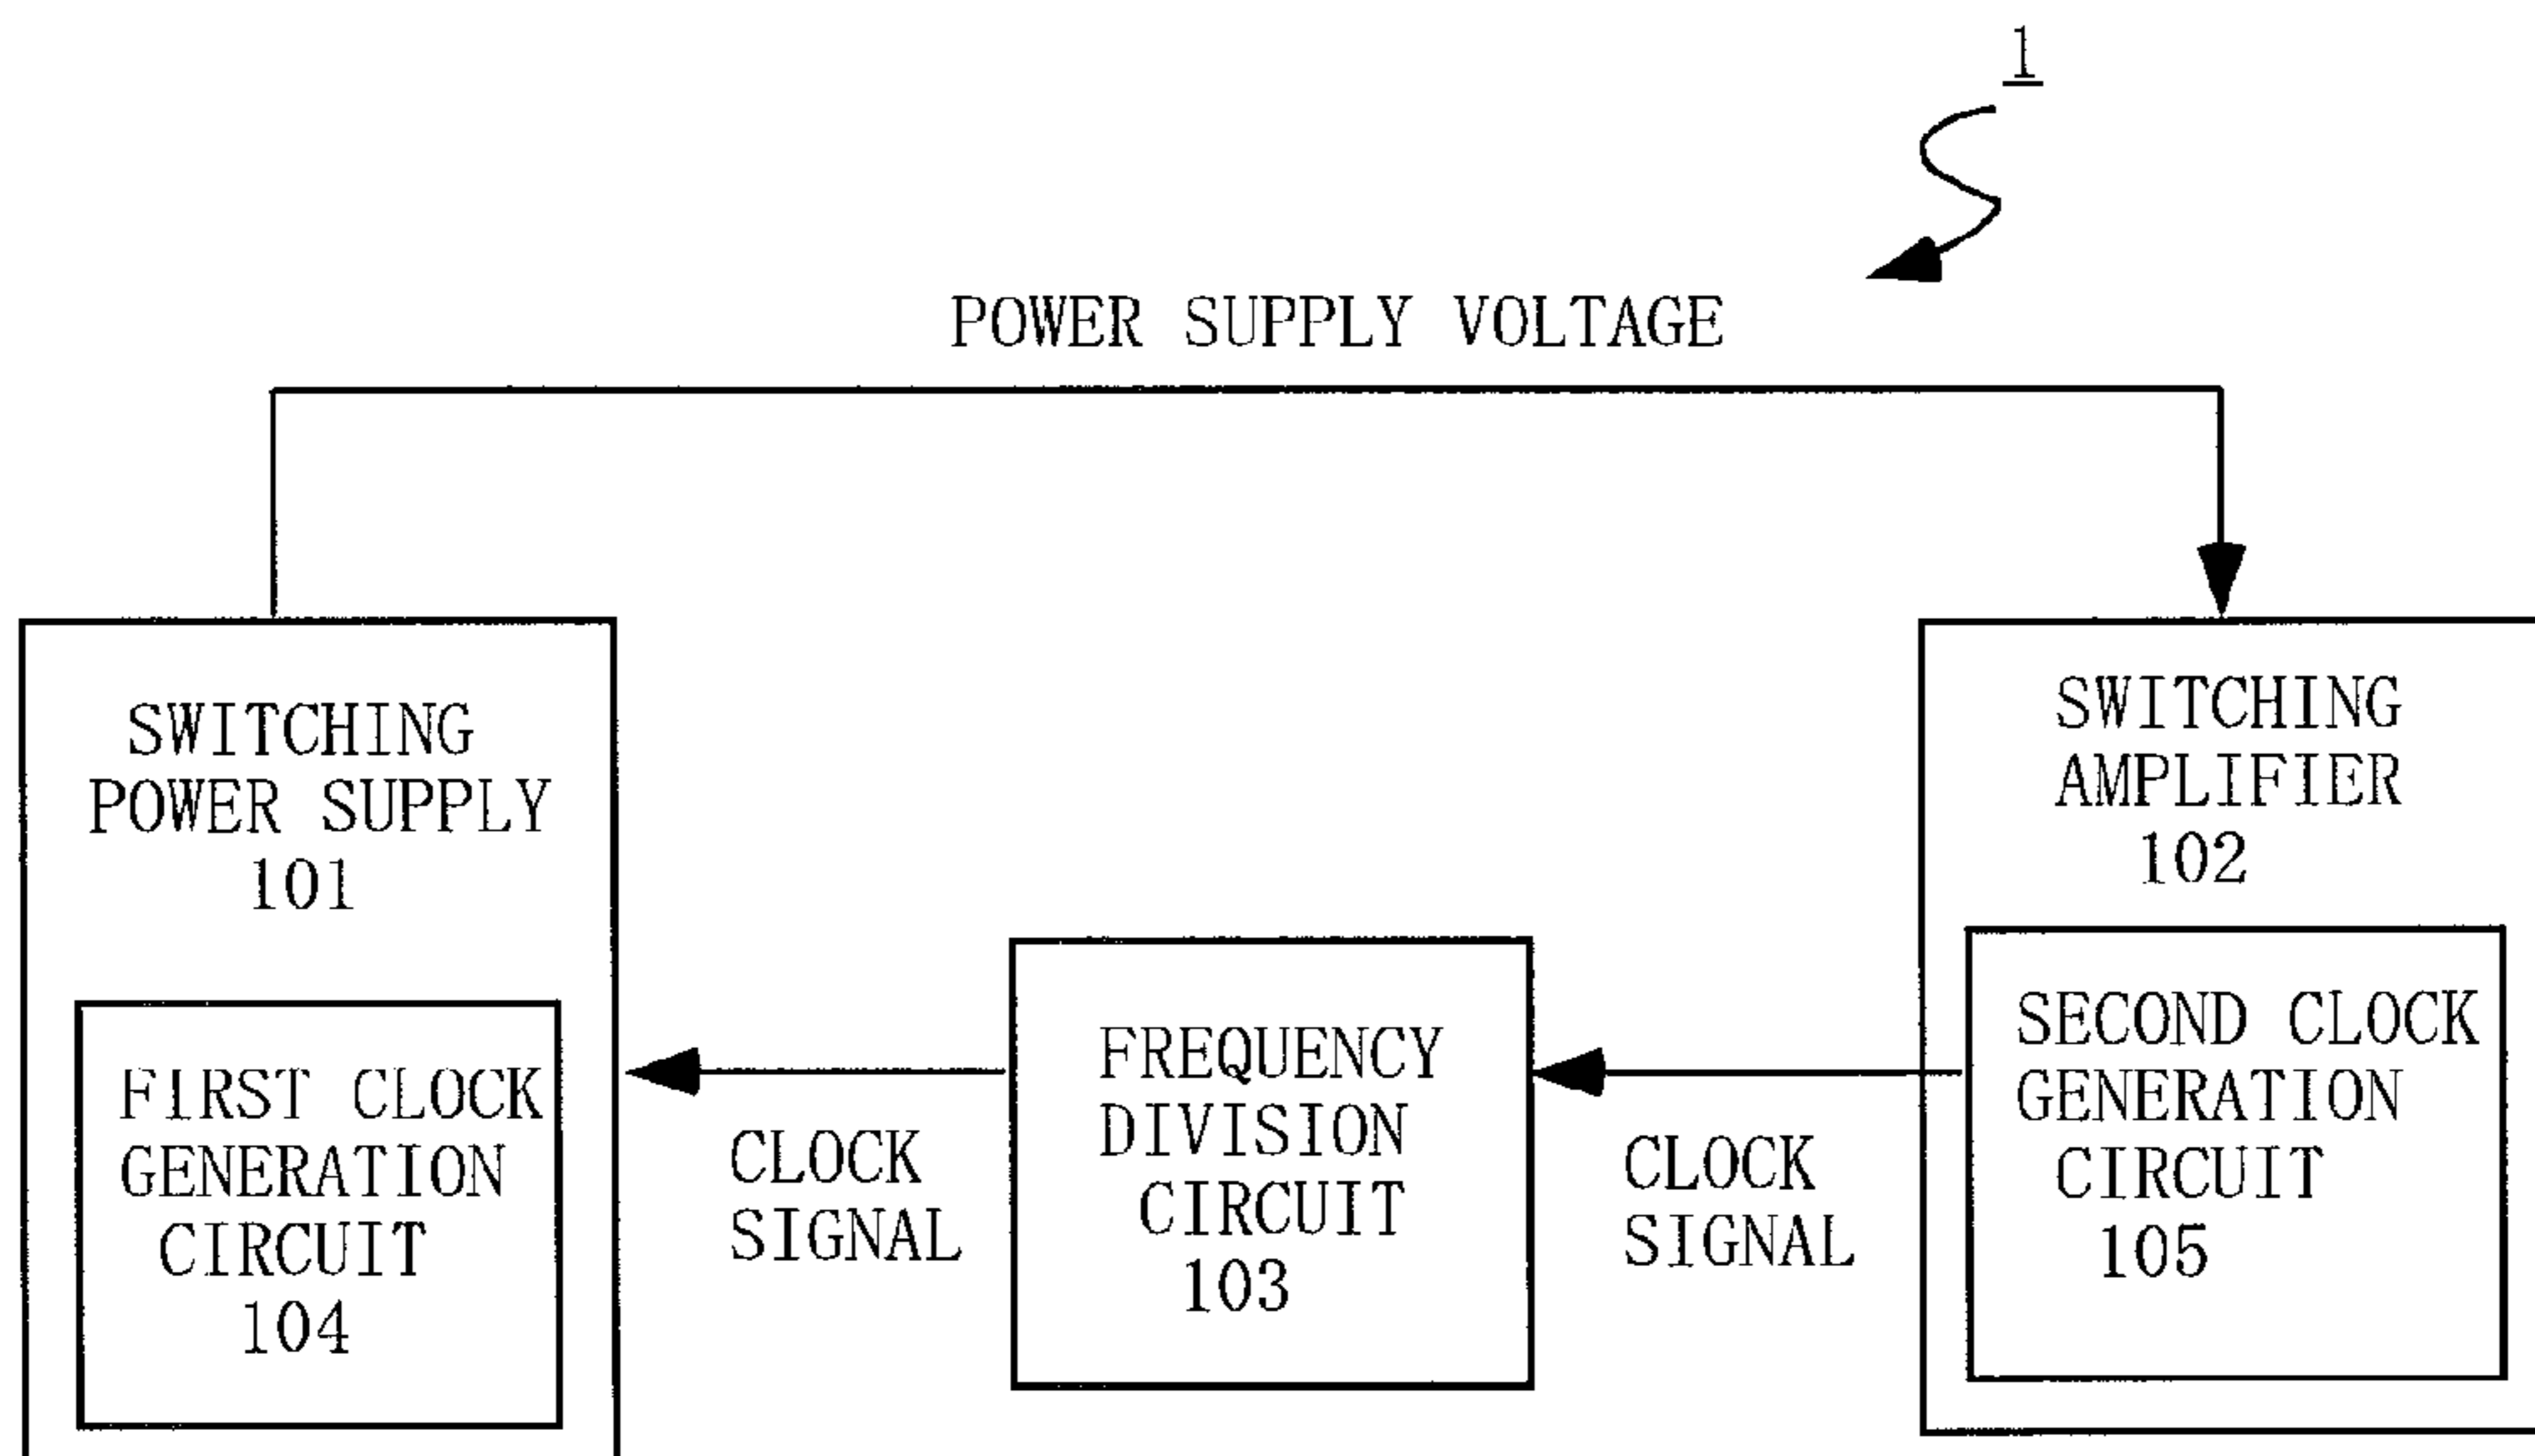 1
POWER SUPPLY VOLTAGE
SWITCHING
POWER SUPPLY
101
FIRST CLOCK
GENERATION
CIRCUIT
104
CLOCK
SIGNAL
FREQUENCY
DIVISION
CIRCUIT
103
CLOCK
SIGNAL
SWITCHING
AMPLIFIER
102
SECOND CLOCK
GENERATION
CIRCUIT
105